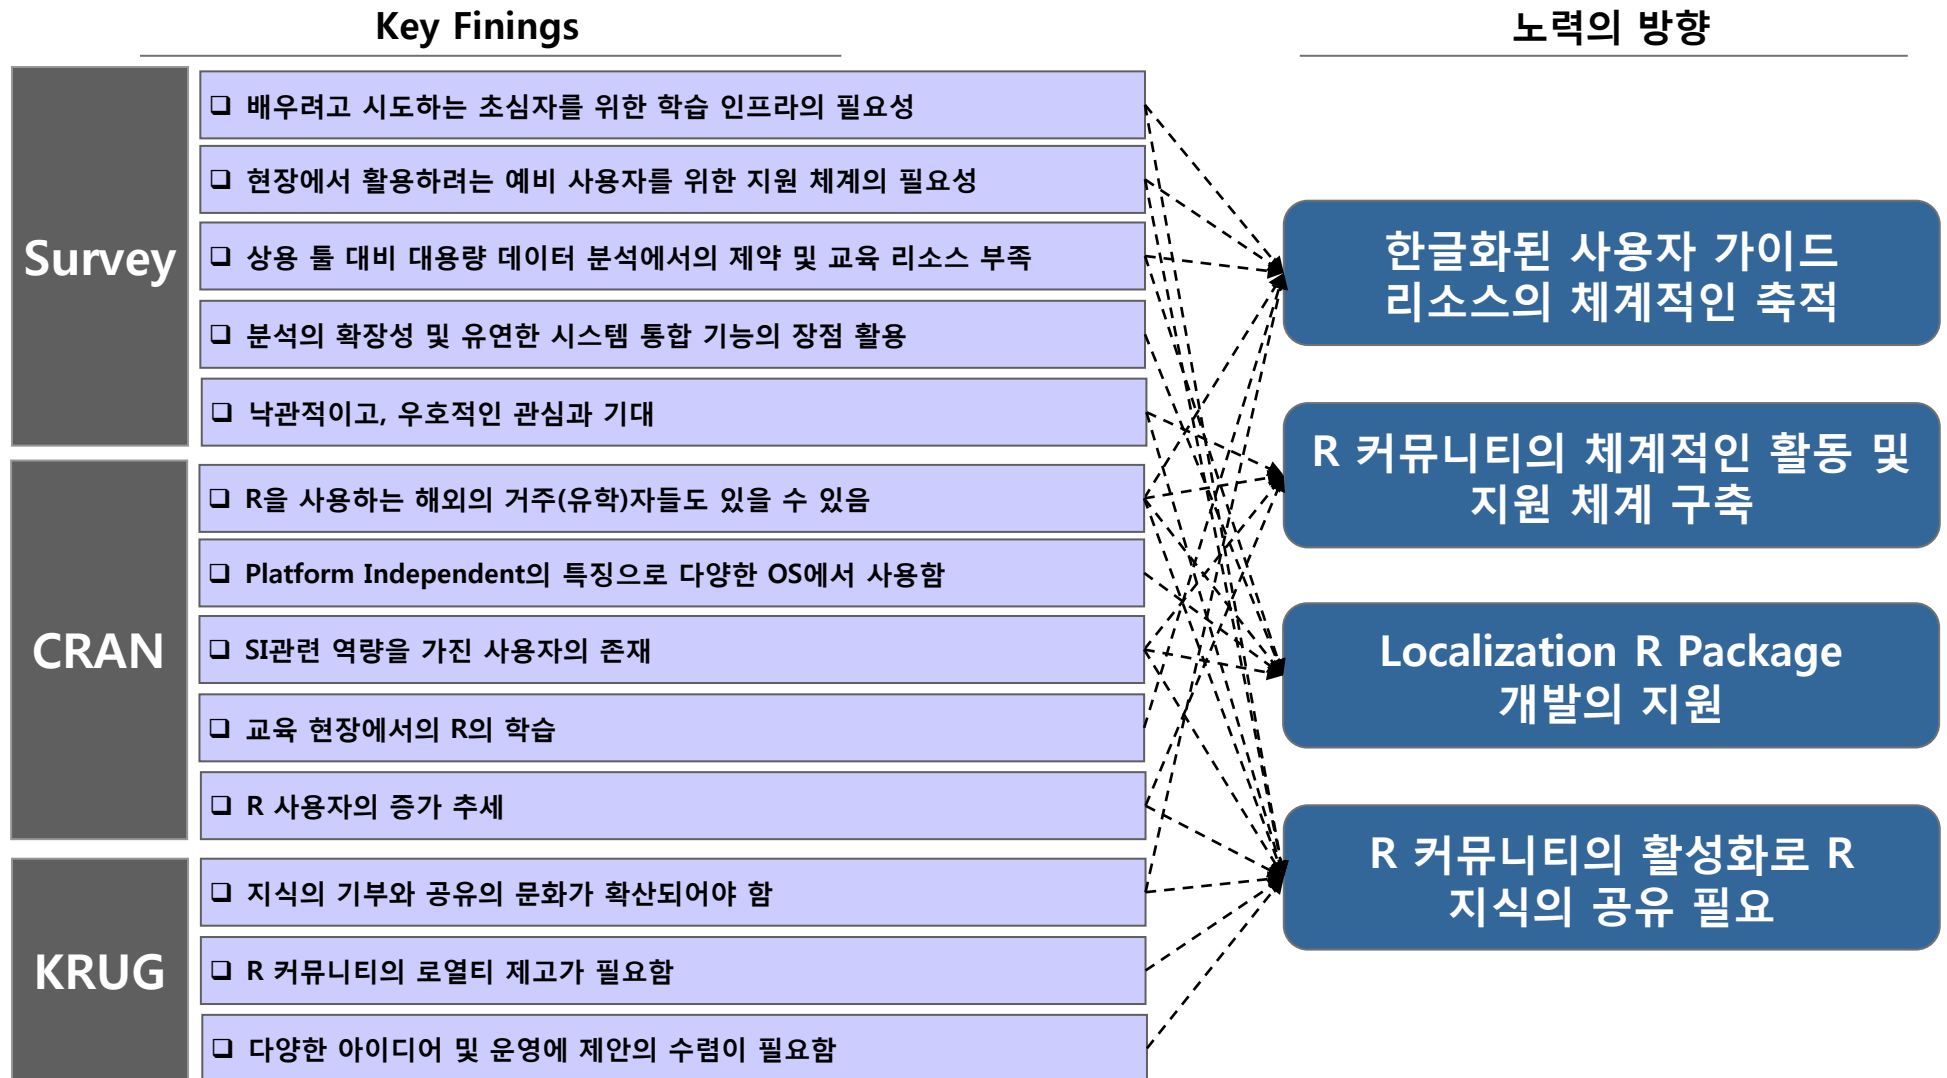 Key Finings
노력의 방향
Survey
❑ 배우려고 시도하는 초심자를 위한 학습 인프라의 필요성
❑ 현장에서 활용하려는 예비 사용자를 위한 지원 체계의 필요성
❑ 상용 툴 대비 대용량 데이터 분석에서의 제약 및 교육 리소스 부족
❑ 분석의 확장성 및 유연한 시스템 통합 기능의 장점 활용
❑ 낙관적이고, 우호적인 관심과 기대
CRAN
❑ R을 사용하는 해외의 거주(유학)자들도 있을 수 있음
❑ Platform Independent의 특징으로 다양한 OS에서 사용함
❑ SI관련 역량을 가진 사용자의 존재
❑ 교육 현장에서의 R의 학습
❑ R 사용자의 증가 추세
KRUG
❑ 지식의 기부와 공유의 문화가 확산되어야 함
❑ R 커뮤니티의 로열티 제고가 필요함
❑ 다양한 아이디어 및 운영에 제안의 수렴이 필요함
한글화된 사용자 가이드
리소스의 체계적인 축적
R 커뮤니티의 체계적인 활동 및
지원 체계 구축
Localization R Package
개발의 지원
R 커뮤니티의 활성화로 R
지식의 공유 필요